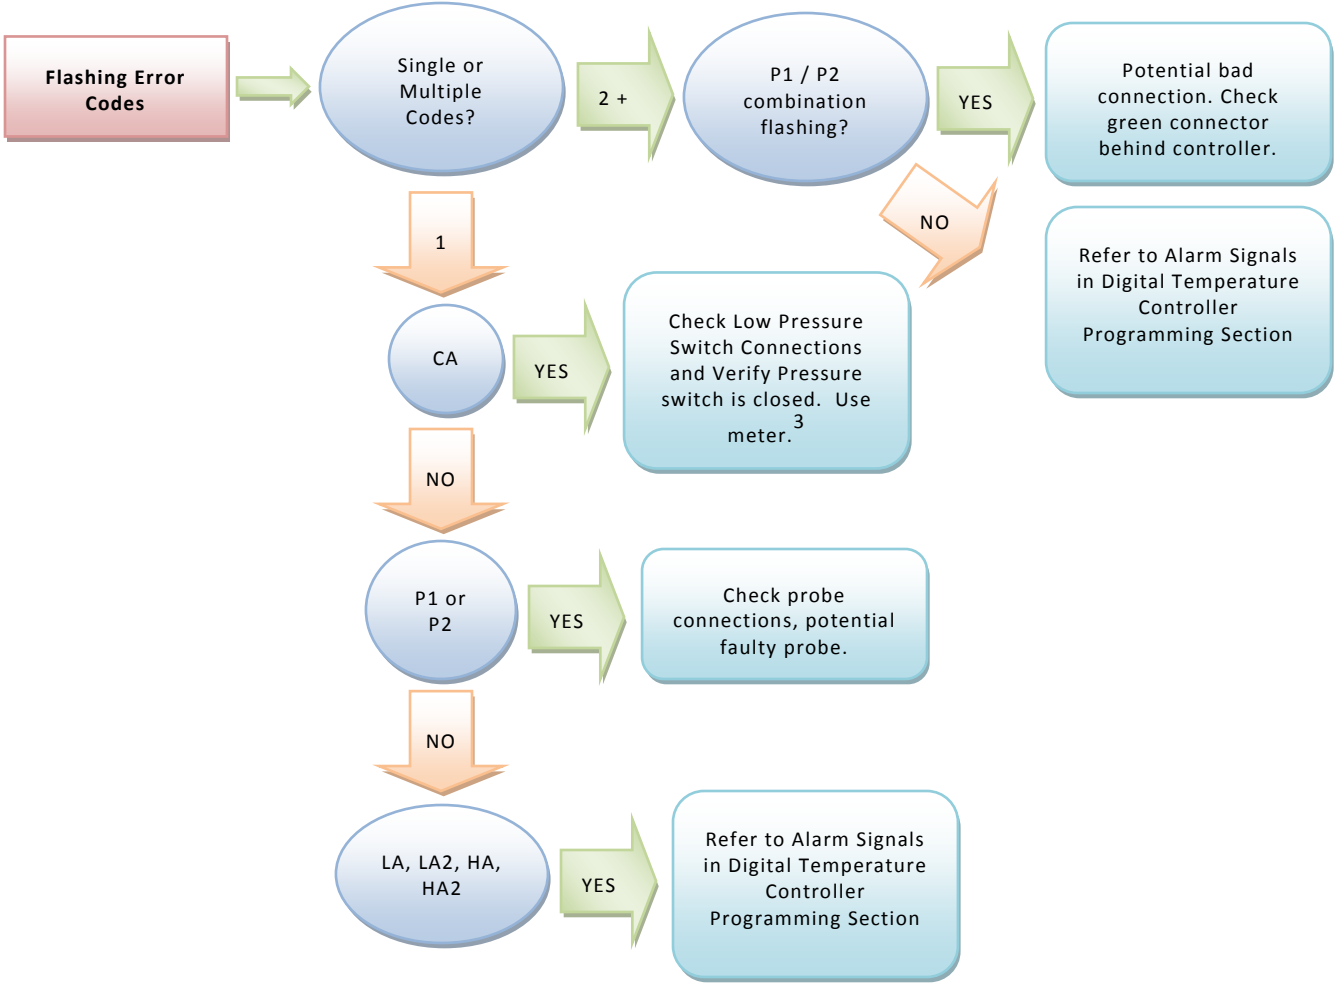 Flashing Error
Codes
Single or
Multiple
Codes?
2 +
P1 / P2
combination
flashing?
YES
Potential bad
connection. Check
green connector
behind controller.
NO
Refer to Alarm Signals
in Digital Temperature
Controller
Programming Section
1
CA
YES
Check Low Pressure
Switch Connections
and Verify Pressure
switch is closed.  Use
meter.3
NO
P1 or
P2
YES
Check probe
connections, potential
faulty probe.
NO
LA, LA2, HA,
HA2
YES
Refer to Alarm Signals
in Digital Temperature
Controller
Programming Section